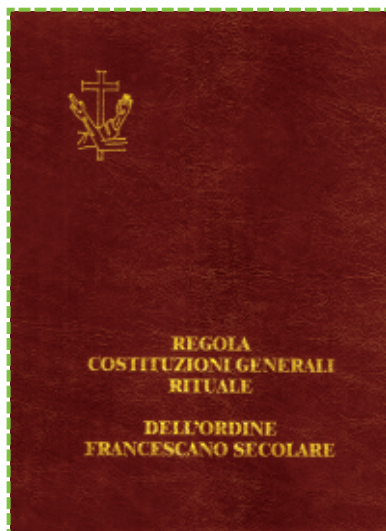 REGOLA
COSTITUZIONI GENERALI
RITUALE
DELL'ORDINE
FRANCESCANO SECOLARE